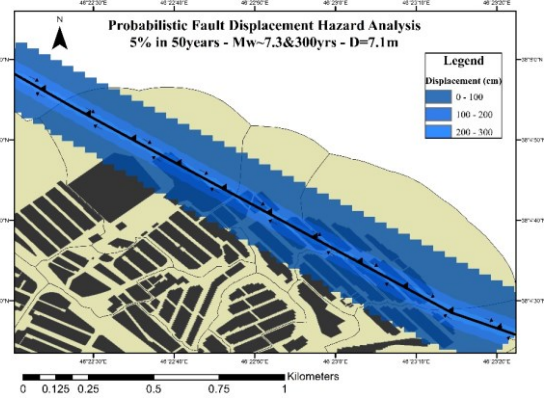 Probabilistic Fault Displacement Hazard Analysis
5% in 50years - Mw~7.3&300yrs - D=7.1m
N
Legend
Displacement (cm)
0 - 100
100 - 200
200 - 300
Kilometers
0 0.125 0.25 0.5 0.75 1